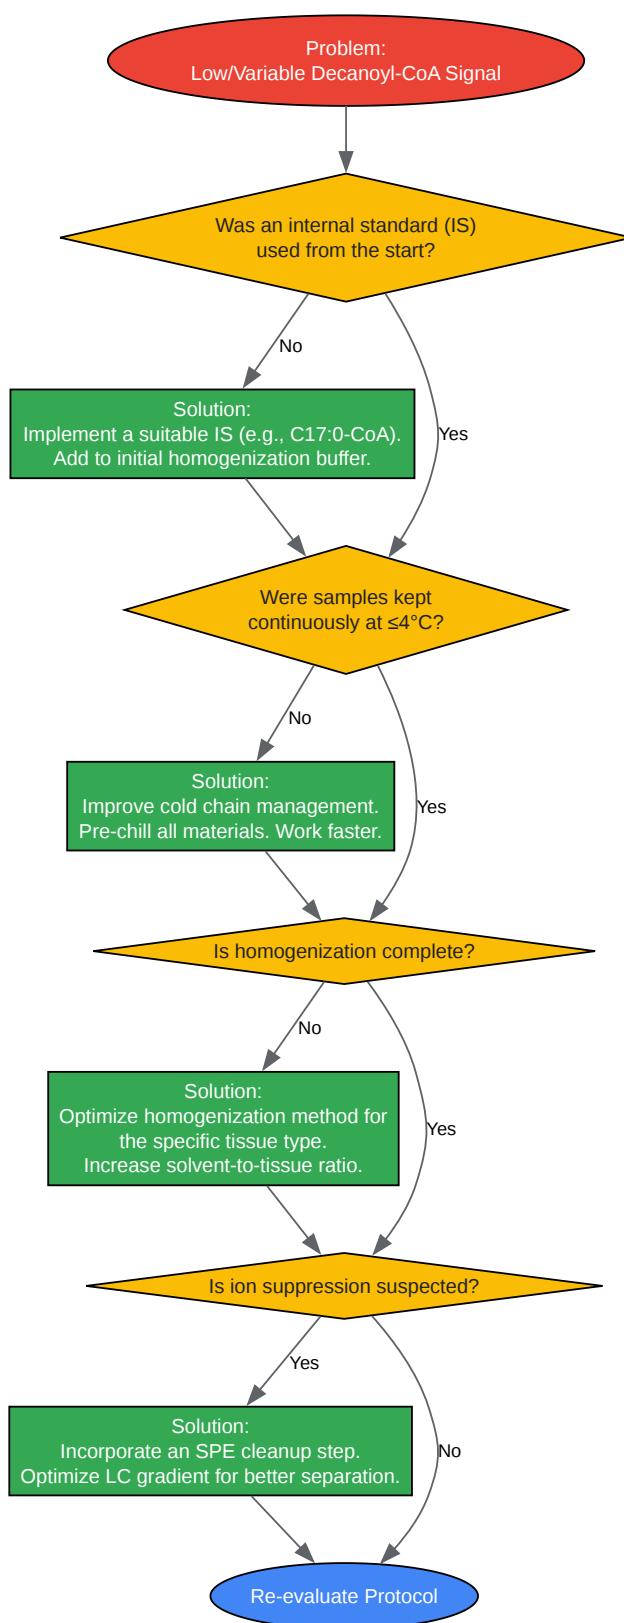 Problem:
Low/Variable Decanoyl-CoA Signal
Was an internal standard (IS)
used from the start?
No
Yes
Solution:
Implement a suitable IS (e.g., C17:0-CoA).
Add to initial homogenization buffer.
Were samples kept
continuously at ≤4°C?
No
Yes
Solution:
Improve cold chain management.
Pre-chill all materials. Work faster.
Is homogenization complete?
No
Yes
Solution:
Optimize homogenization method for
the specific tissue type.
Increase solvent-to-tissue ratio.
Is ion suppression suspected?
Yes
No
Solution:
Incorporate an SPE cleanup step.
Optimize LC gradient for better separation.
Re-evaluate Protocol